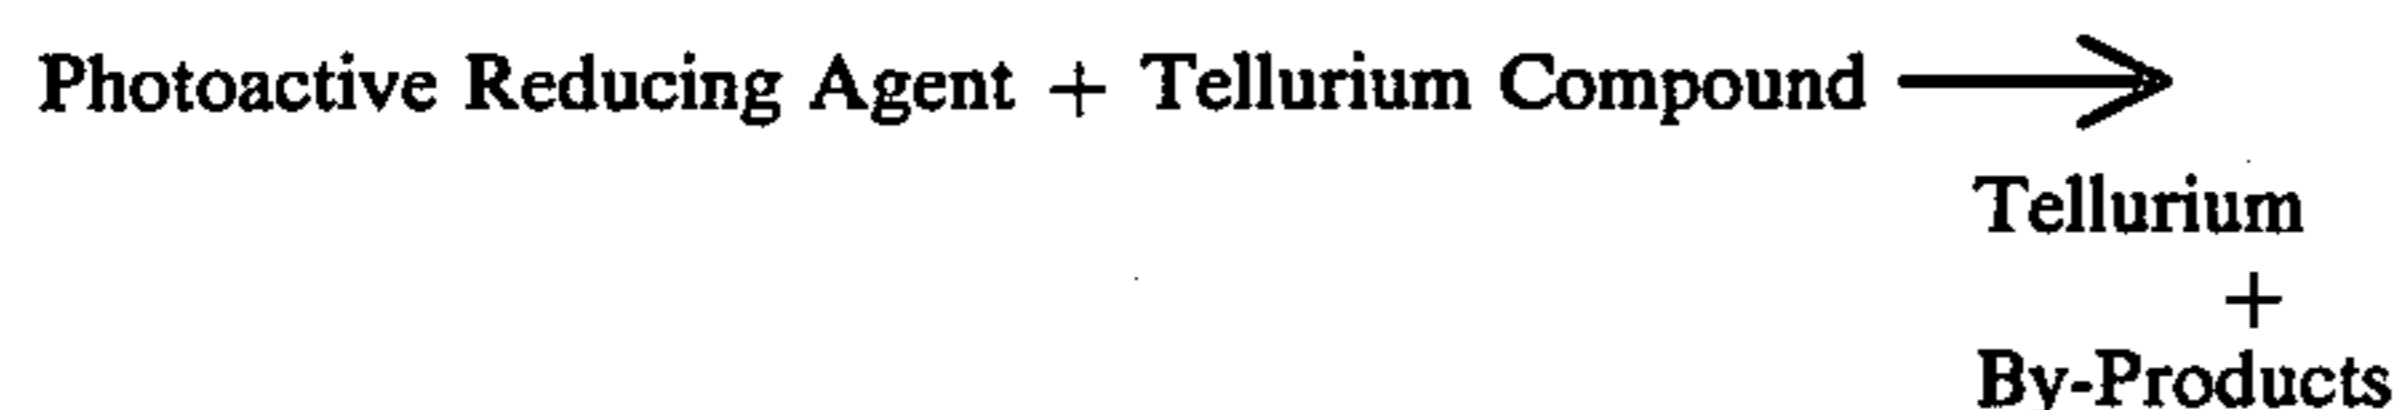 Photoactive Reducing Agent + Tellurium Compound ⟶
Tellurium
+
By-Products